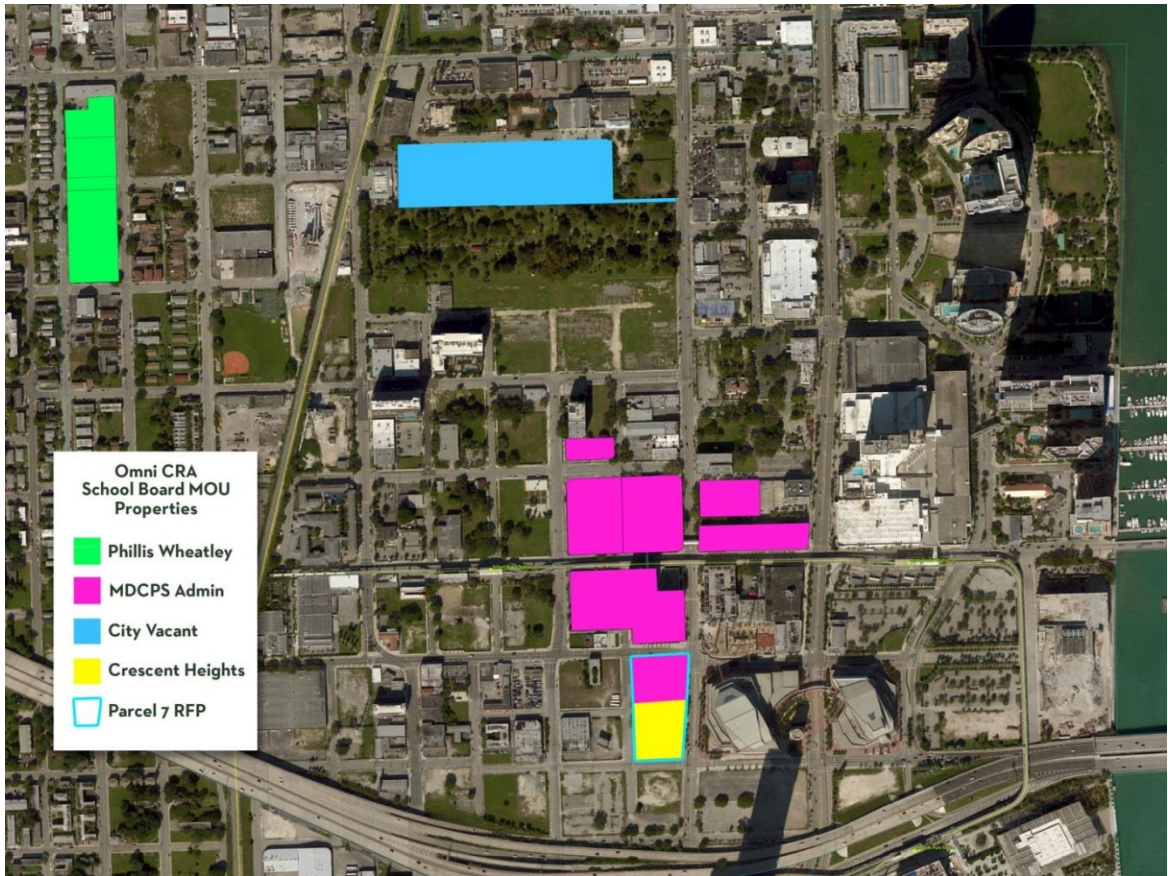 Omni CRA
School Board MOU
Properties
Phillis Wheatley
MDCPS Admin
City Vacant
Crescent Heights
Parcel 7 RFP